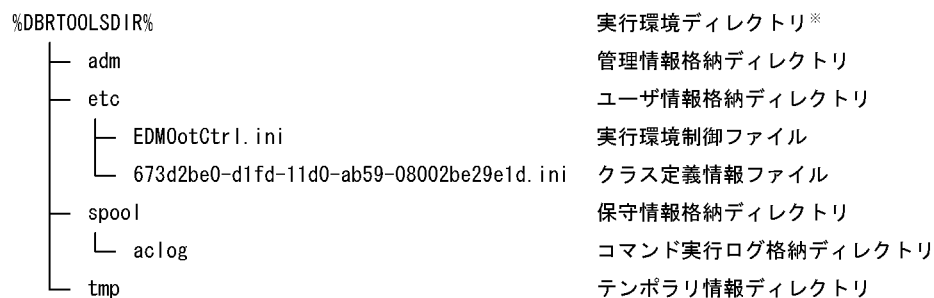 %DBRTOOLSDIR% 実行環境ディレクトリ※
adm 管理情報格納ディレクトリ
etc ユーザ情報格納ディレクトリ
EDMOotCtrl.ini 実行環境制御ファイル
673d2be0-d1fd-11d0-ab59-08002be29e1d.ini クラス定義情報ファイル
spool 保守情報格納ディレクトリ
aclog コマンド実行ログ格納ディレクトリ
tmp テンポラリ情報ディレクトリ